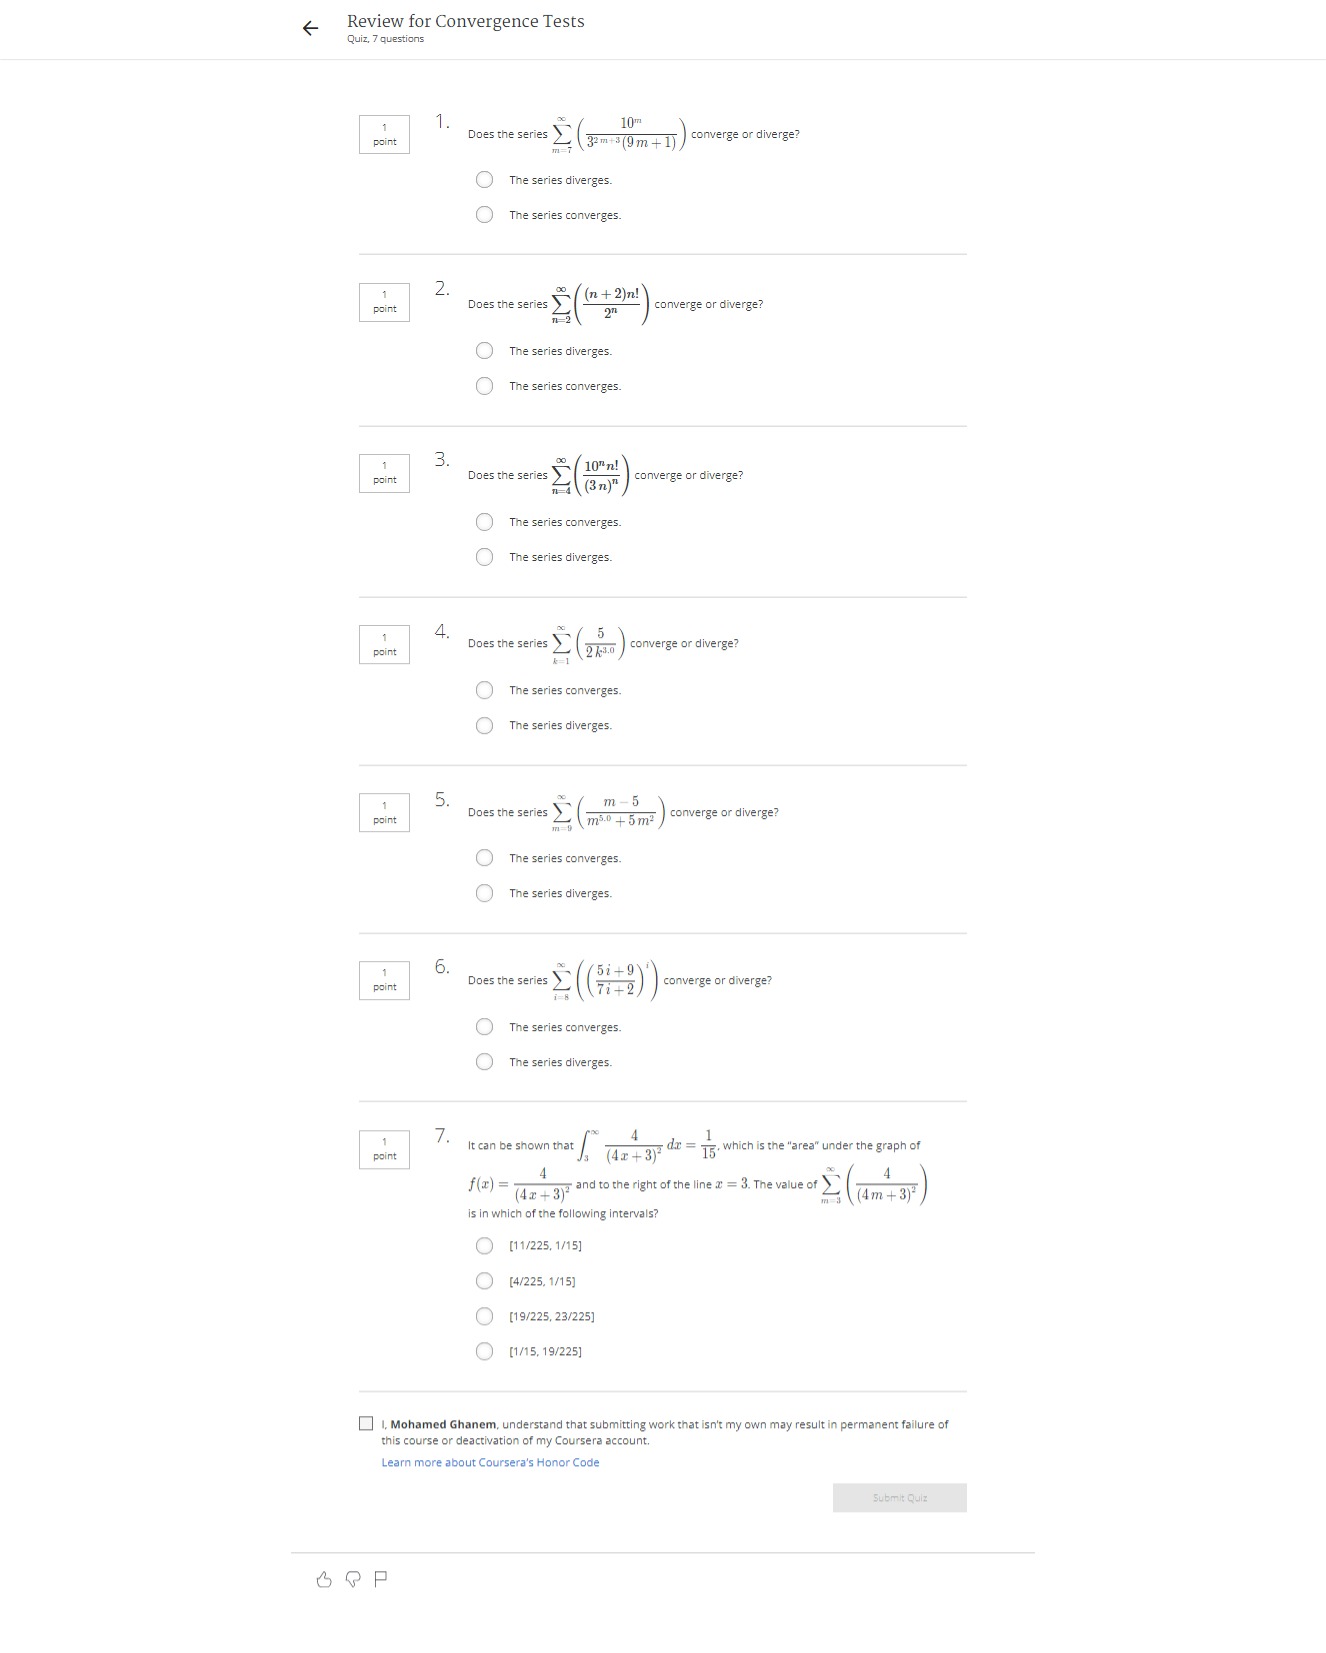 Review for Convergence Tests
Quiz, 7 questions
1
point
1.
Does the series $\sum_{m=7}^{\infty} \left( \frac{10^m}{3^{2m+3}(9m+1)} \right)$ converge or diverge?
The series diverges.
The series converges.
1
point
2.
Does the series $\sum_{n=2}^{\infty} \left( \frac{(n+2)n!}{2^n} \right)$ converge or diverge?
The series diverges.
The series converges.
1
point
3.
Does the series $\sum_{n=4}^{\infty} \left( \frac{10^n n!}{(3n)^n} \right)$ converge or diverge?
The series converges.
The series diverges.
1
point
4.
Does the series $\sum_{k=1}^{\infty} \left( \frac{5}{2k^{3.0}} \right)$ converge or diverge?
The series converges.
The series diverges.
1
point
5.
Does the series $\sum_{m=9}^{\infty} \left( \frac{m-5}{m^{5.0}+5m^2} \right)$ converge or diverge?
The series converges.
The series diverges.
1
point
6.
Does the series $\sum_{i=8}^{\infty} \left( \left( \frac{5i+9}{7i+2} \right)^i \right)$ converge or diverge?
The series converges.
The series diverges.
1
point
7.
It can be shown that $\int_3^{\infty} \frac{4}{(4x+3)^2} dx = \frac{1}{15}$, which is the "area" under the graph of
$f(x) = \frac{4}{(4x+3)^2}$ and to the right of the line $x = 3$. The value of $\sum_{m=3}^{\infty} \left( \frac{4}{(4m+3)^2} \right)$
is in which of the following intervals?
[11/225, 1/15]
[4/225, 1/15]
[19/225, 23/225]
[1/15, 19/225]
I, Mohamed Ghanem, understand that submitting work that isn't my own may result in permanent failure of
this course or deactivation of my Coursera account.
Learn more about Coursera's Honor Code
Submit Quiz